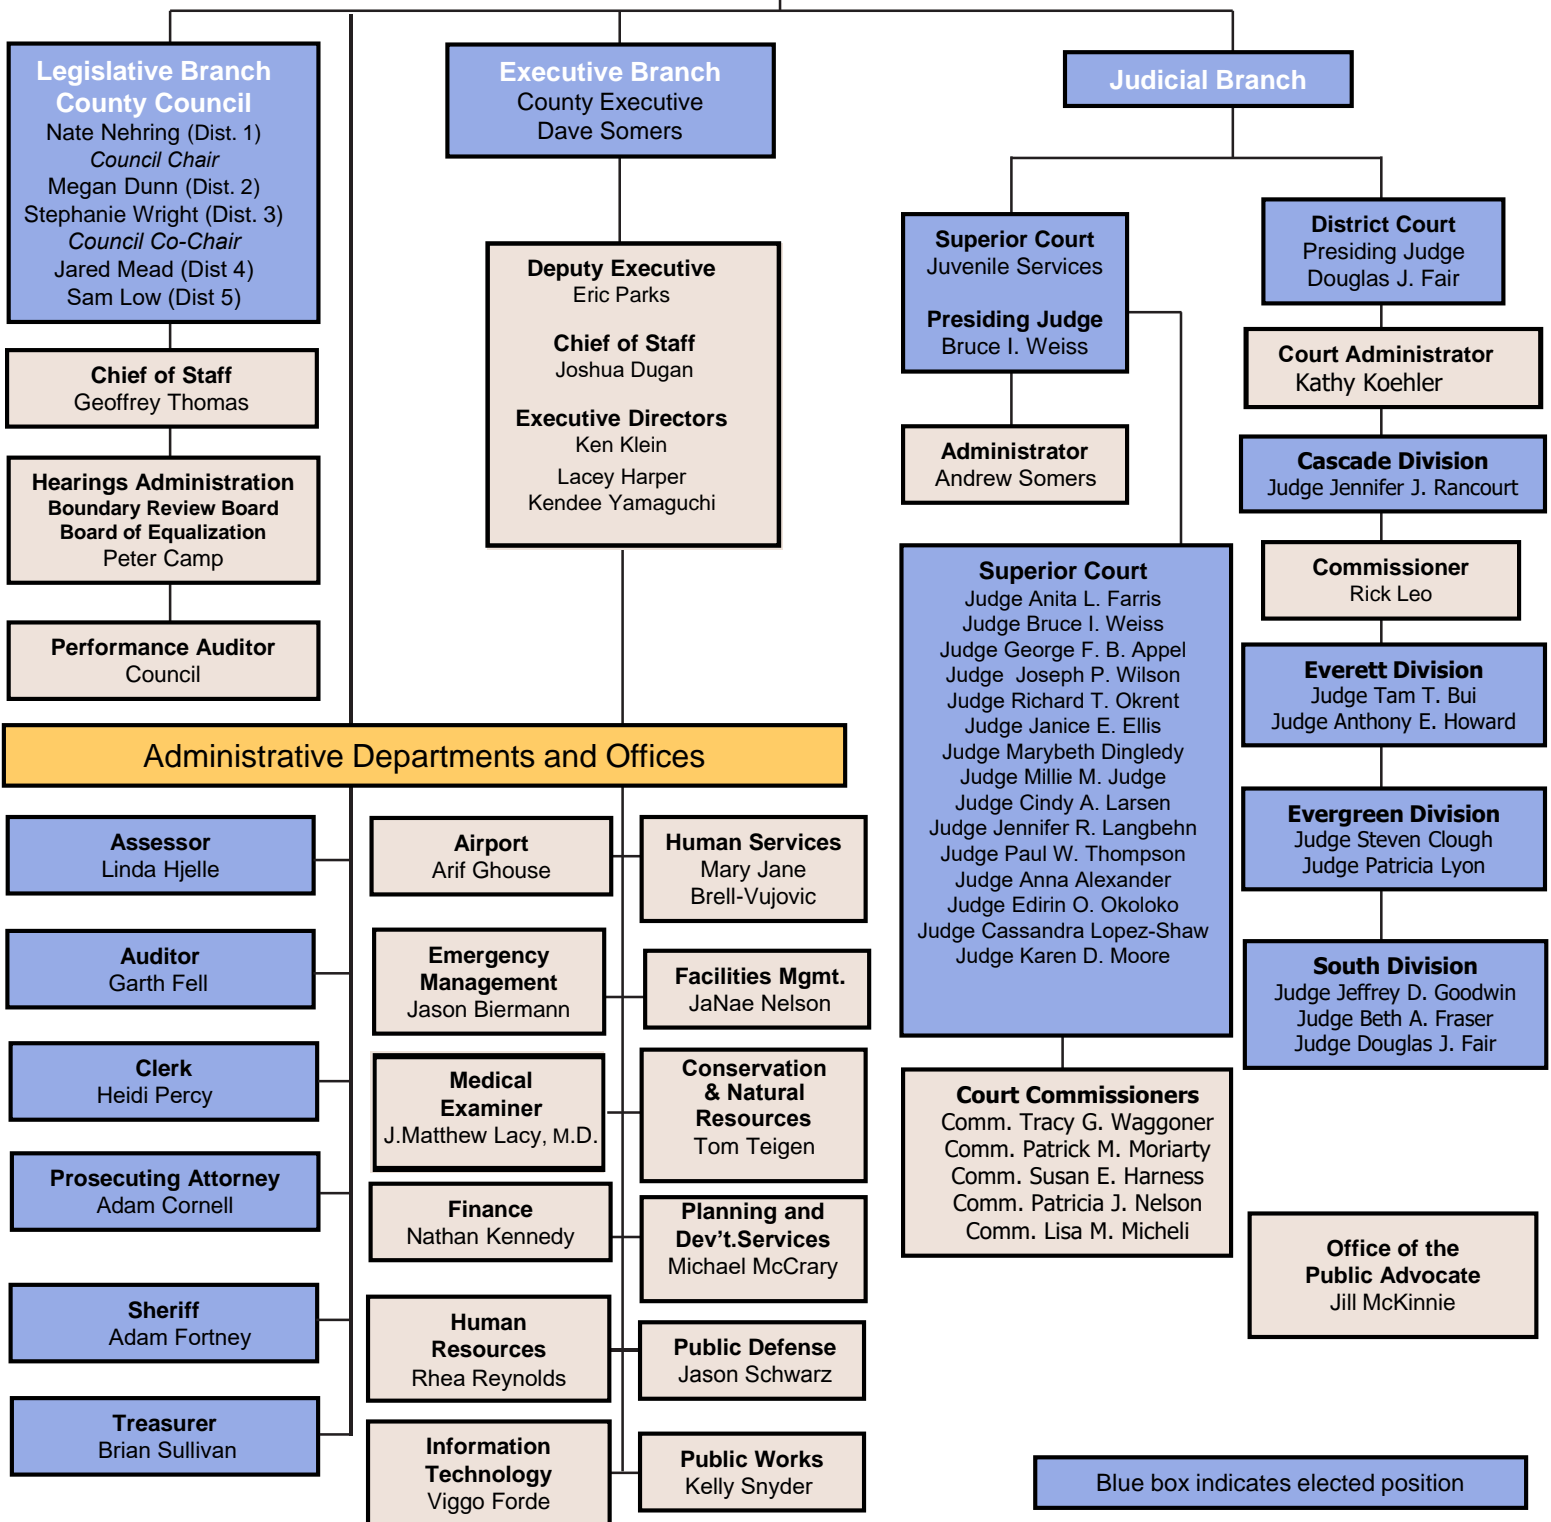 Legislative Branch
County Council
Nate Nehring (Dist. 1)
Council Chair
Megan Dunn (Dist. 2)
Stephanie Wright (Dist. 3)
Council Co-Chair
Jared Mead (Dist 4)
Sam Low (Dist 5)
Chief of Staff
Geoffrey Thomas
Hearings Administration
Boundary Review Board
Board of Equalization
Peter Camp
Performance Auditor
Council
Executive Branch
County Executive
Dave Somers
Deputy Executive
Eric Parks
Chief of Staff
Joshua Dugan
Executive Directors
Ken Klein
Lacey Harper
Kendee Yamaguchi
Judicial Branch
Superior Court
Juvenile Services
Presiding Judge
Bruce I. Weiss
Administrator
Andrew Somers
Superior Court
Judge Anita L. Farris
Judge Bruce I. Weiss
Judge George F. B. Appel
Judge Joseph P. Wilson
Judge Richard T. Okrent
Judge Janice E. Ellis
Judge Marybeth Dingledy
Judge Millie M. Judge
Judge Cindy A. Larsen
Judge Jennifer R. Langbehn
Judge Paul W. Thompson
Judge Anna Alexander
Judge Edirin O. Okoloko
Judge Cassandra Lopez-Shaw
Judge Karen D. Moore
Court Commissioners
Comm. Tracy G. Waggoner
Comm. Patrick M. Moriarty
Comm. Susan E. Harness
Comm. Patricia J. Nelson
Comm. Lisa M. Micheli
District Court
Presiding Judge
Douglas J. Fair
Court Administrator
Kathy Koehler
Cascade Division
Judge Jennifer J. Rancourt
Commissioner
Rick Leo
Everett Division
Judge Tam T. Bui
Judge Anthony E. Howard
Evergreen Division
Judge Steven Clough
Judge Patricia Lyon
South Division
Judge Jeffrey D. Goodwin
Judge Beth A. Fraser
Judge Douglas J. Fair
Office of the
Public Advocate
Jill McKinnie
Administrative Departments and Offices
Assessor
Linda Hjelle
Auditor
Garth Fell
Clerk
Heidi Percy
Prosecuting Attorney
Adam Cornell
Sheriff
Adam Fortney
Treasurer
Brian Sullivan
Airport
Arif Ghouse
Emergency
Management
Jason Biermann
Medical
Examiner
J.Matthew Lacy, M.D.
Finance
Nathan Kennedy
Human
Resources
Rhea Reynolds
Information
Technology
Viggo Forde
Human Services
Mary Jane
Brell-Vujovic
Facilities Mgmt.
JaNae Nelson
Conservation
& Natural
Resources
Tom Teigen
Planning and
Dev’t.Services
Michael McCrary
Public Defense
Jason Schwarz
Public Works
Kelly Snyder
Blue box indicates elected position